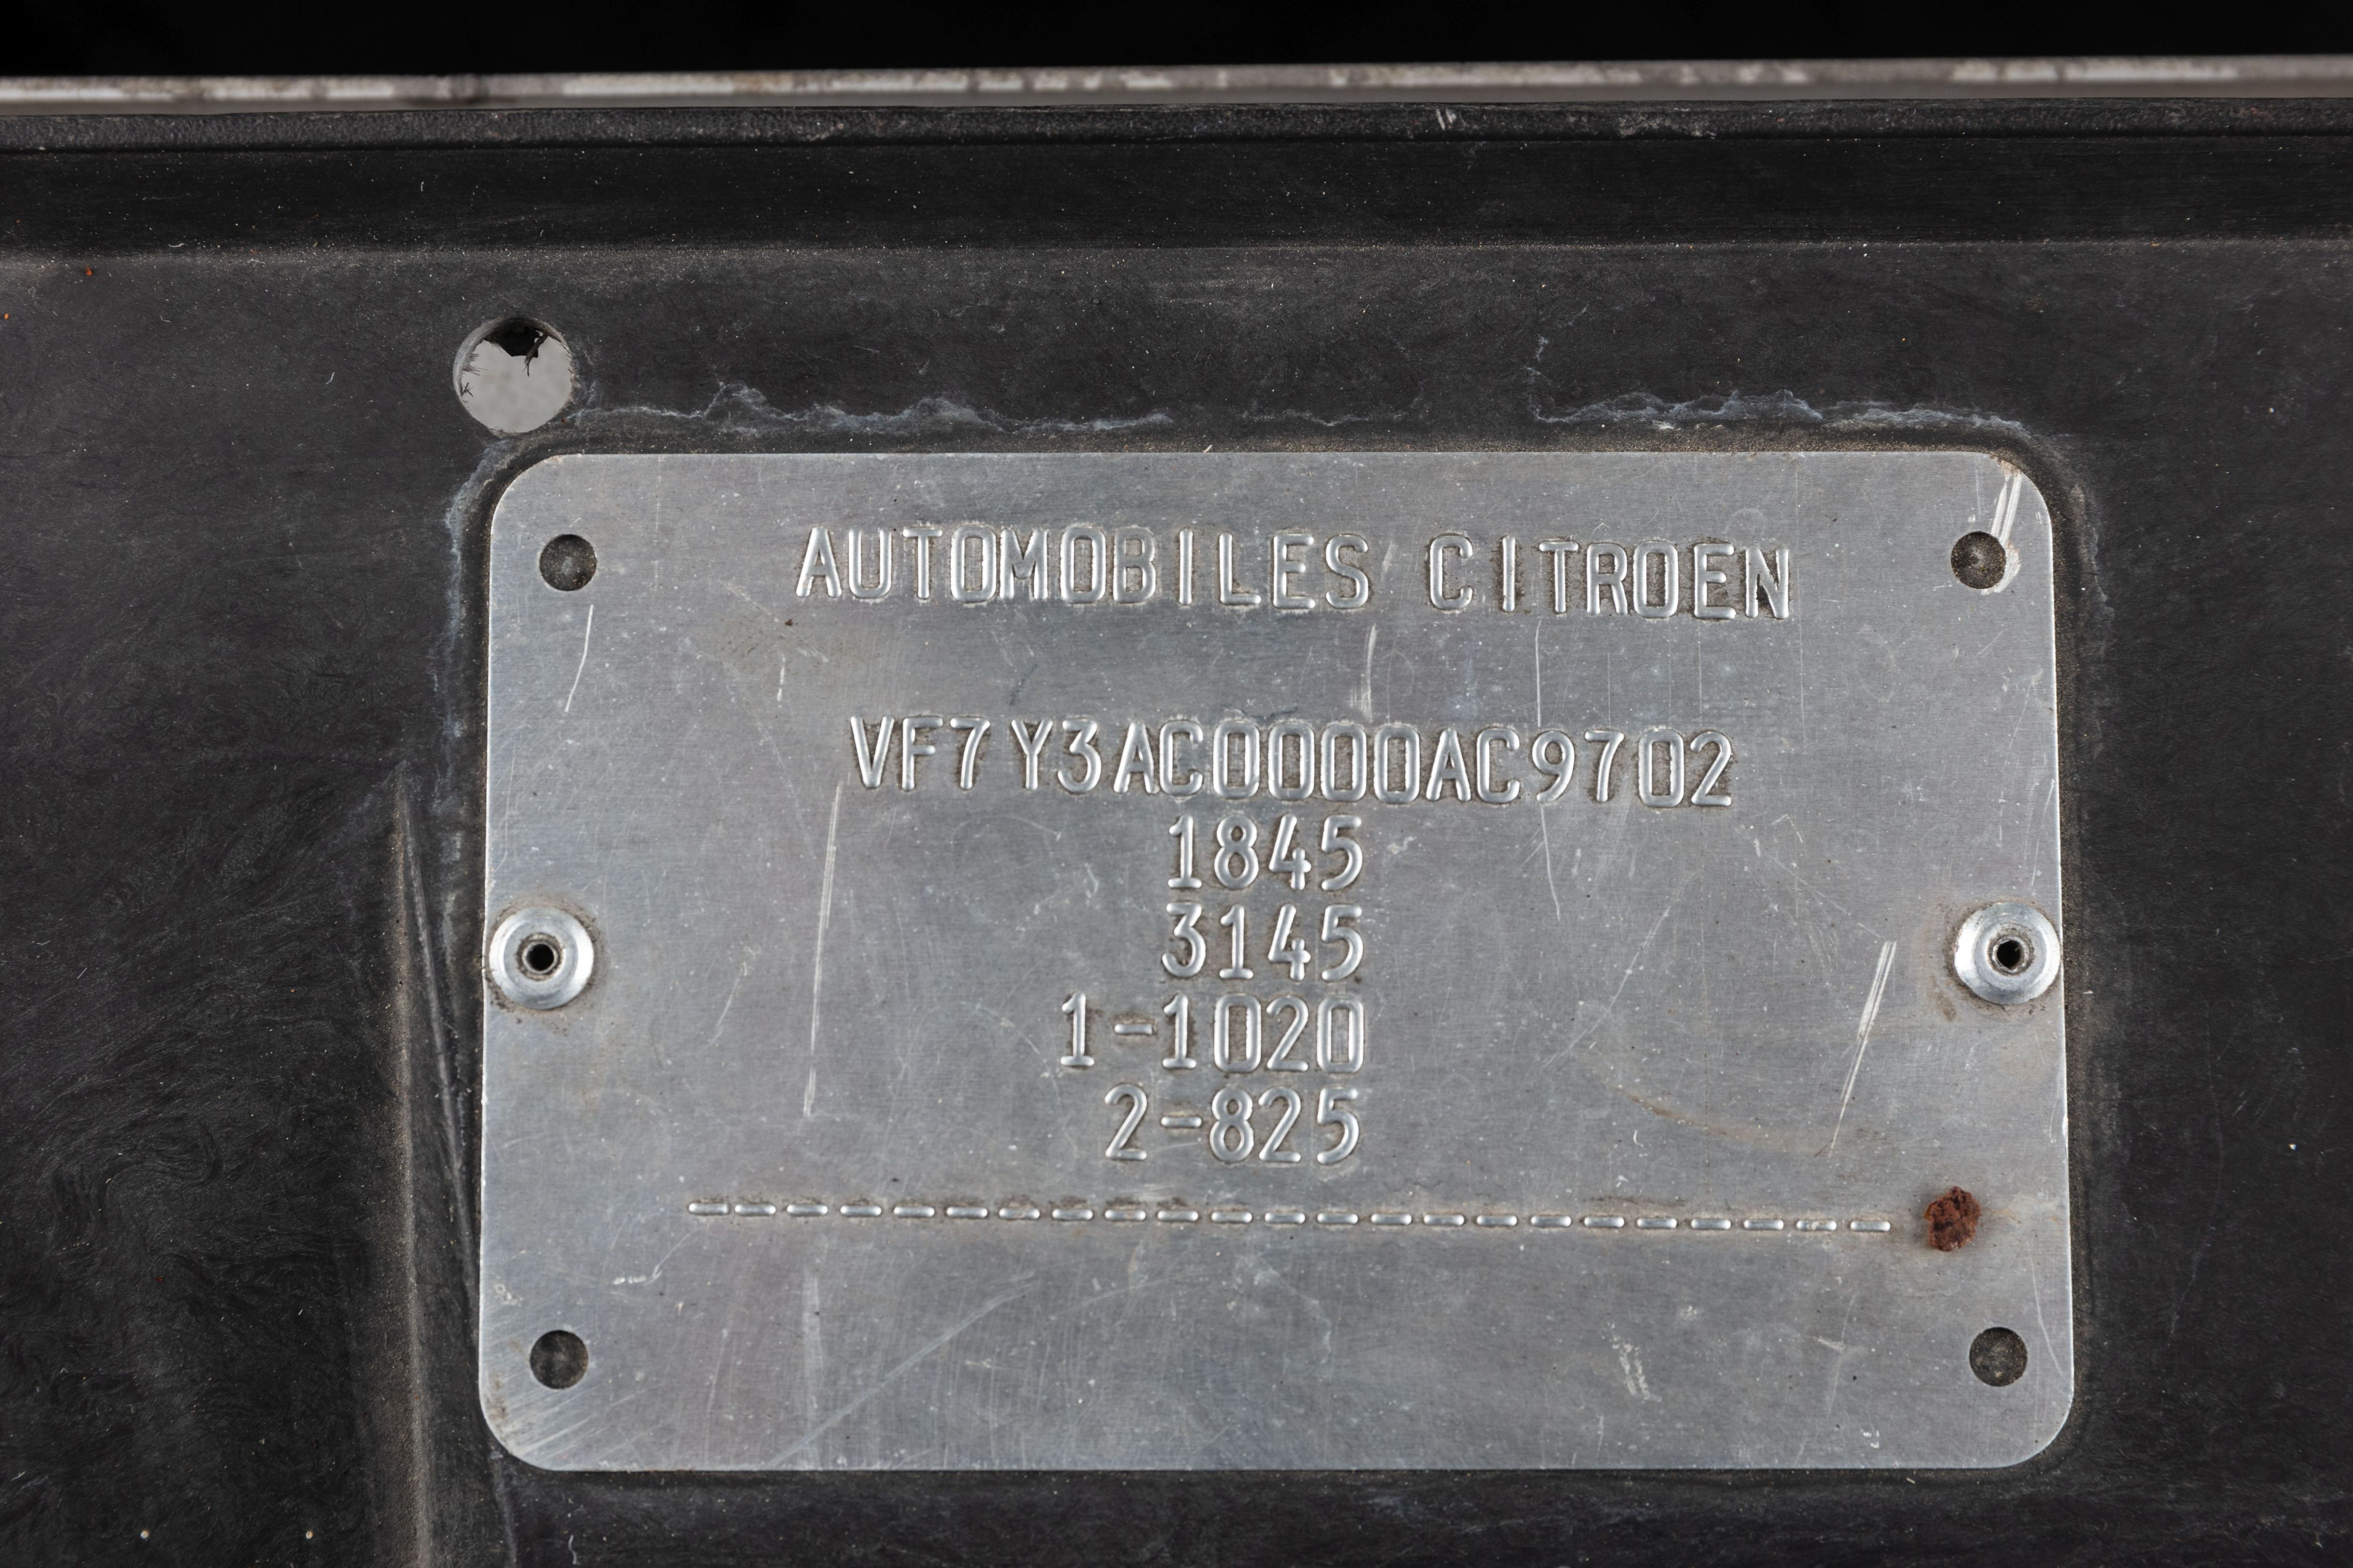 AUTOMOBILES CITROEN
VF7Y3AC0000AC9702
1845
3145
1-1020
2-825
-----------------------